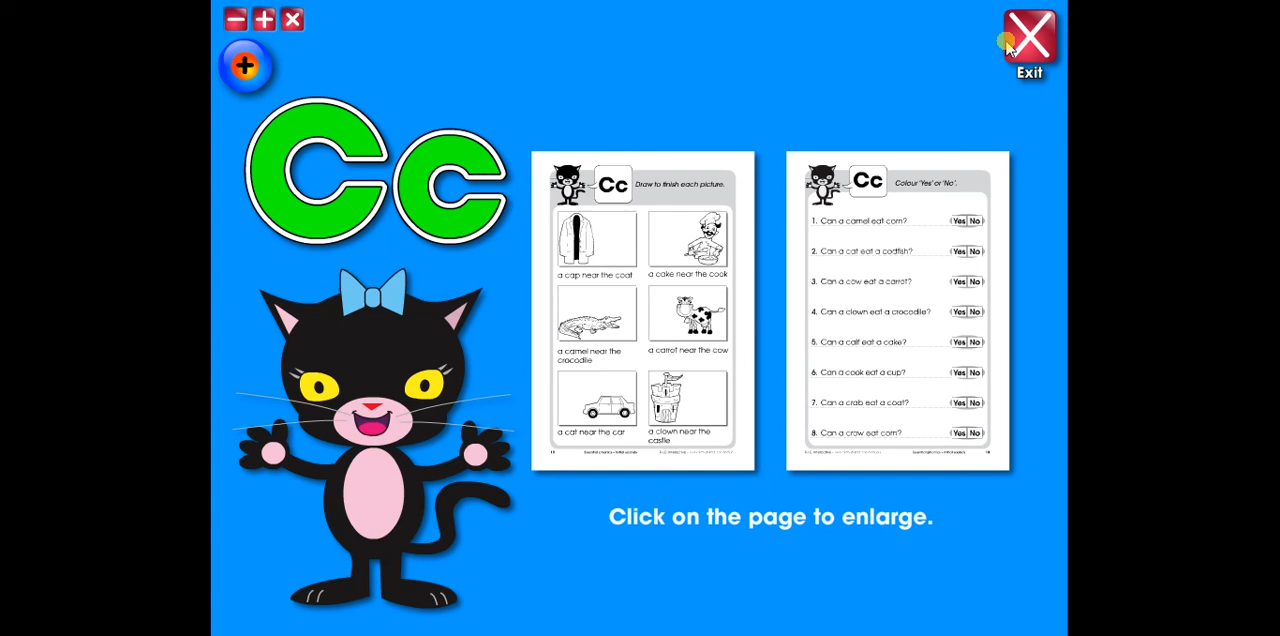 Exit
Cc
Cc
Draw to finish each picture.
a cap near the coat
a cake near the cook
a camel near the
crocodile
a carrot near the cow
a cat near the car
a clown near the
castle
Cc
Colour 'Yes' or 'No'.
1. Can a camel eat corn? Yes No
2. Can a cat eat a codfish? Yes No
3. Can a cow eat a carrot? Yes No
4. Can a clown eat a crocodile? Yes No
5. Can a calf eat a cake? Yes No
6. Can a cook eat a cup? Yes No
7. Can a crab eat a coat? Yes No
8. Can a crow eat corn? Yes No
Click on the page to enlarge.